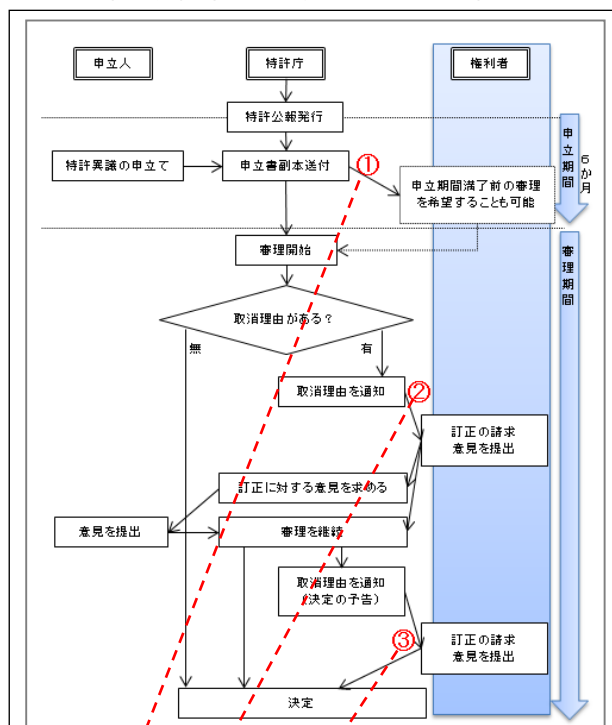 申立人
特許庁
権利者
特許公報発行
申立期間
6か月
特許異議の申立て
申立書副本送付
①
申立期間満了前の審理
を希望することも可能
審理開始
審理期間
取消理由がある？
無
有
取消理由を通知
②
訂正の請求
意見を提出
訂正に対する意見を求める
意見を提出
審理を継続
取消理由を通知
(決定の予告)
③
訂正の請求
意見を提出
決定